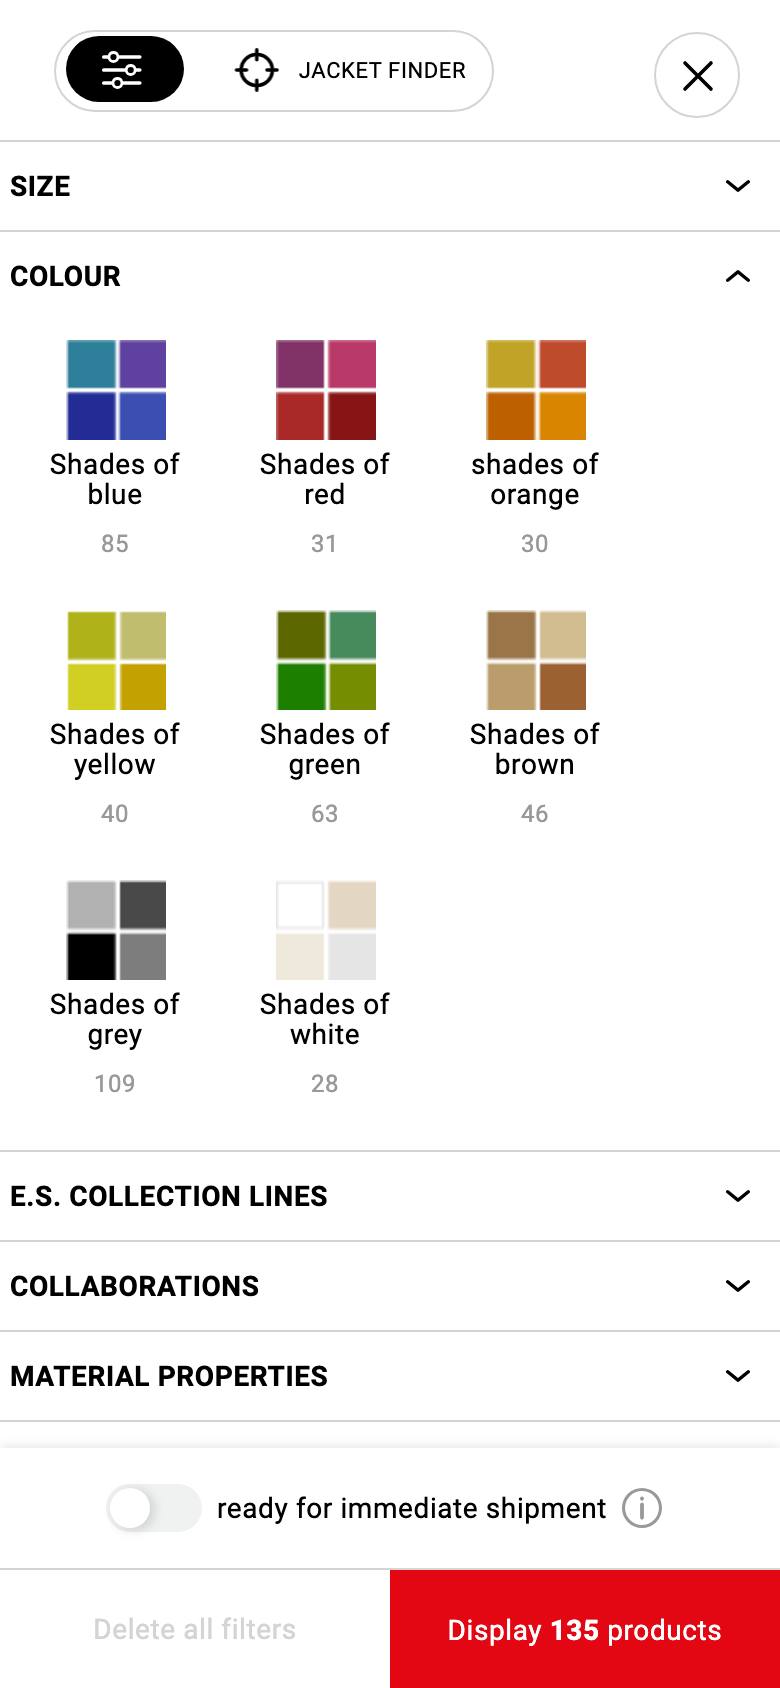 JACKET FINDER
SIZE
COLOUR
Shades of
blue
85
Shades of
red
31
shades of
orange
30
Shades of
yellow
40
Shades of
green
63
Shades of
brown
46
Shades of
grey
109
Shades of
white
28
E.S. COLLECTION LINES
COLLABORATIONS
MATERIAL PROPERTIES
ready for immediate shipment
Delete all filters
Display 135 products